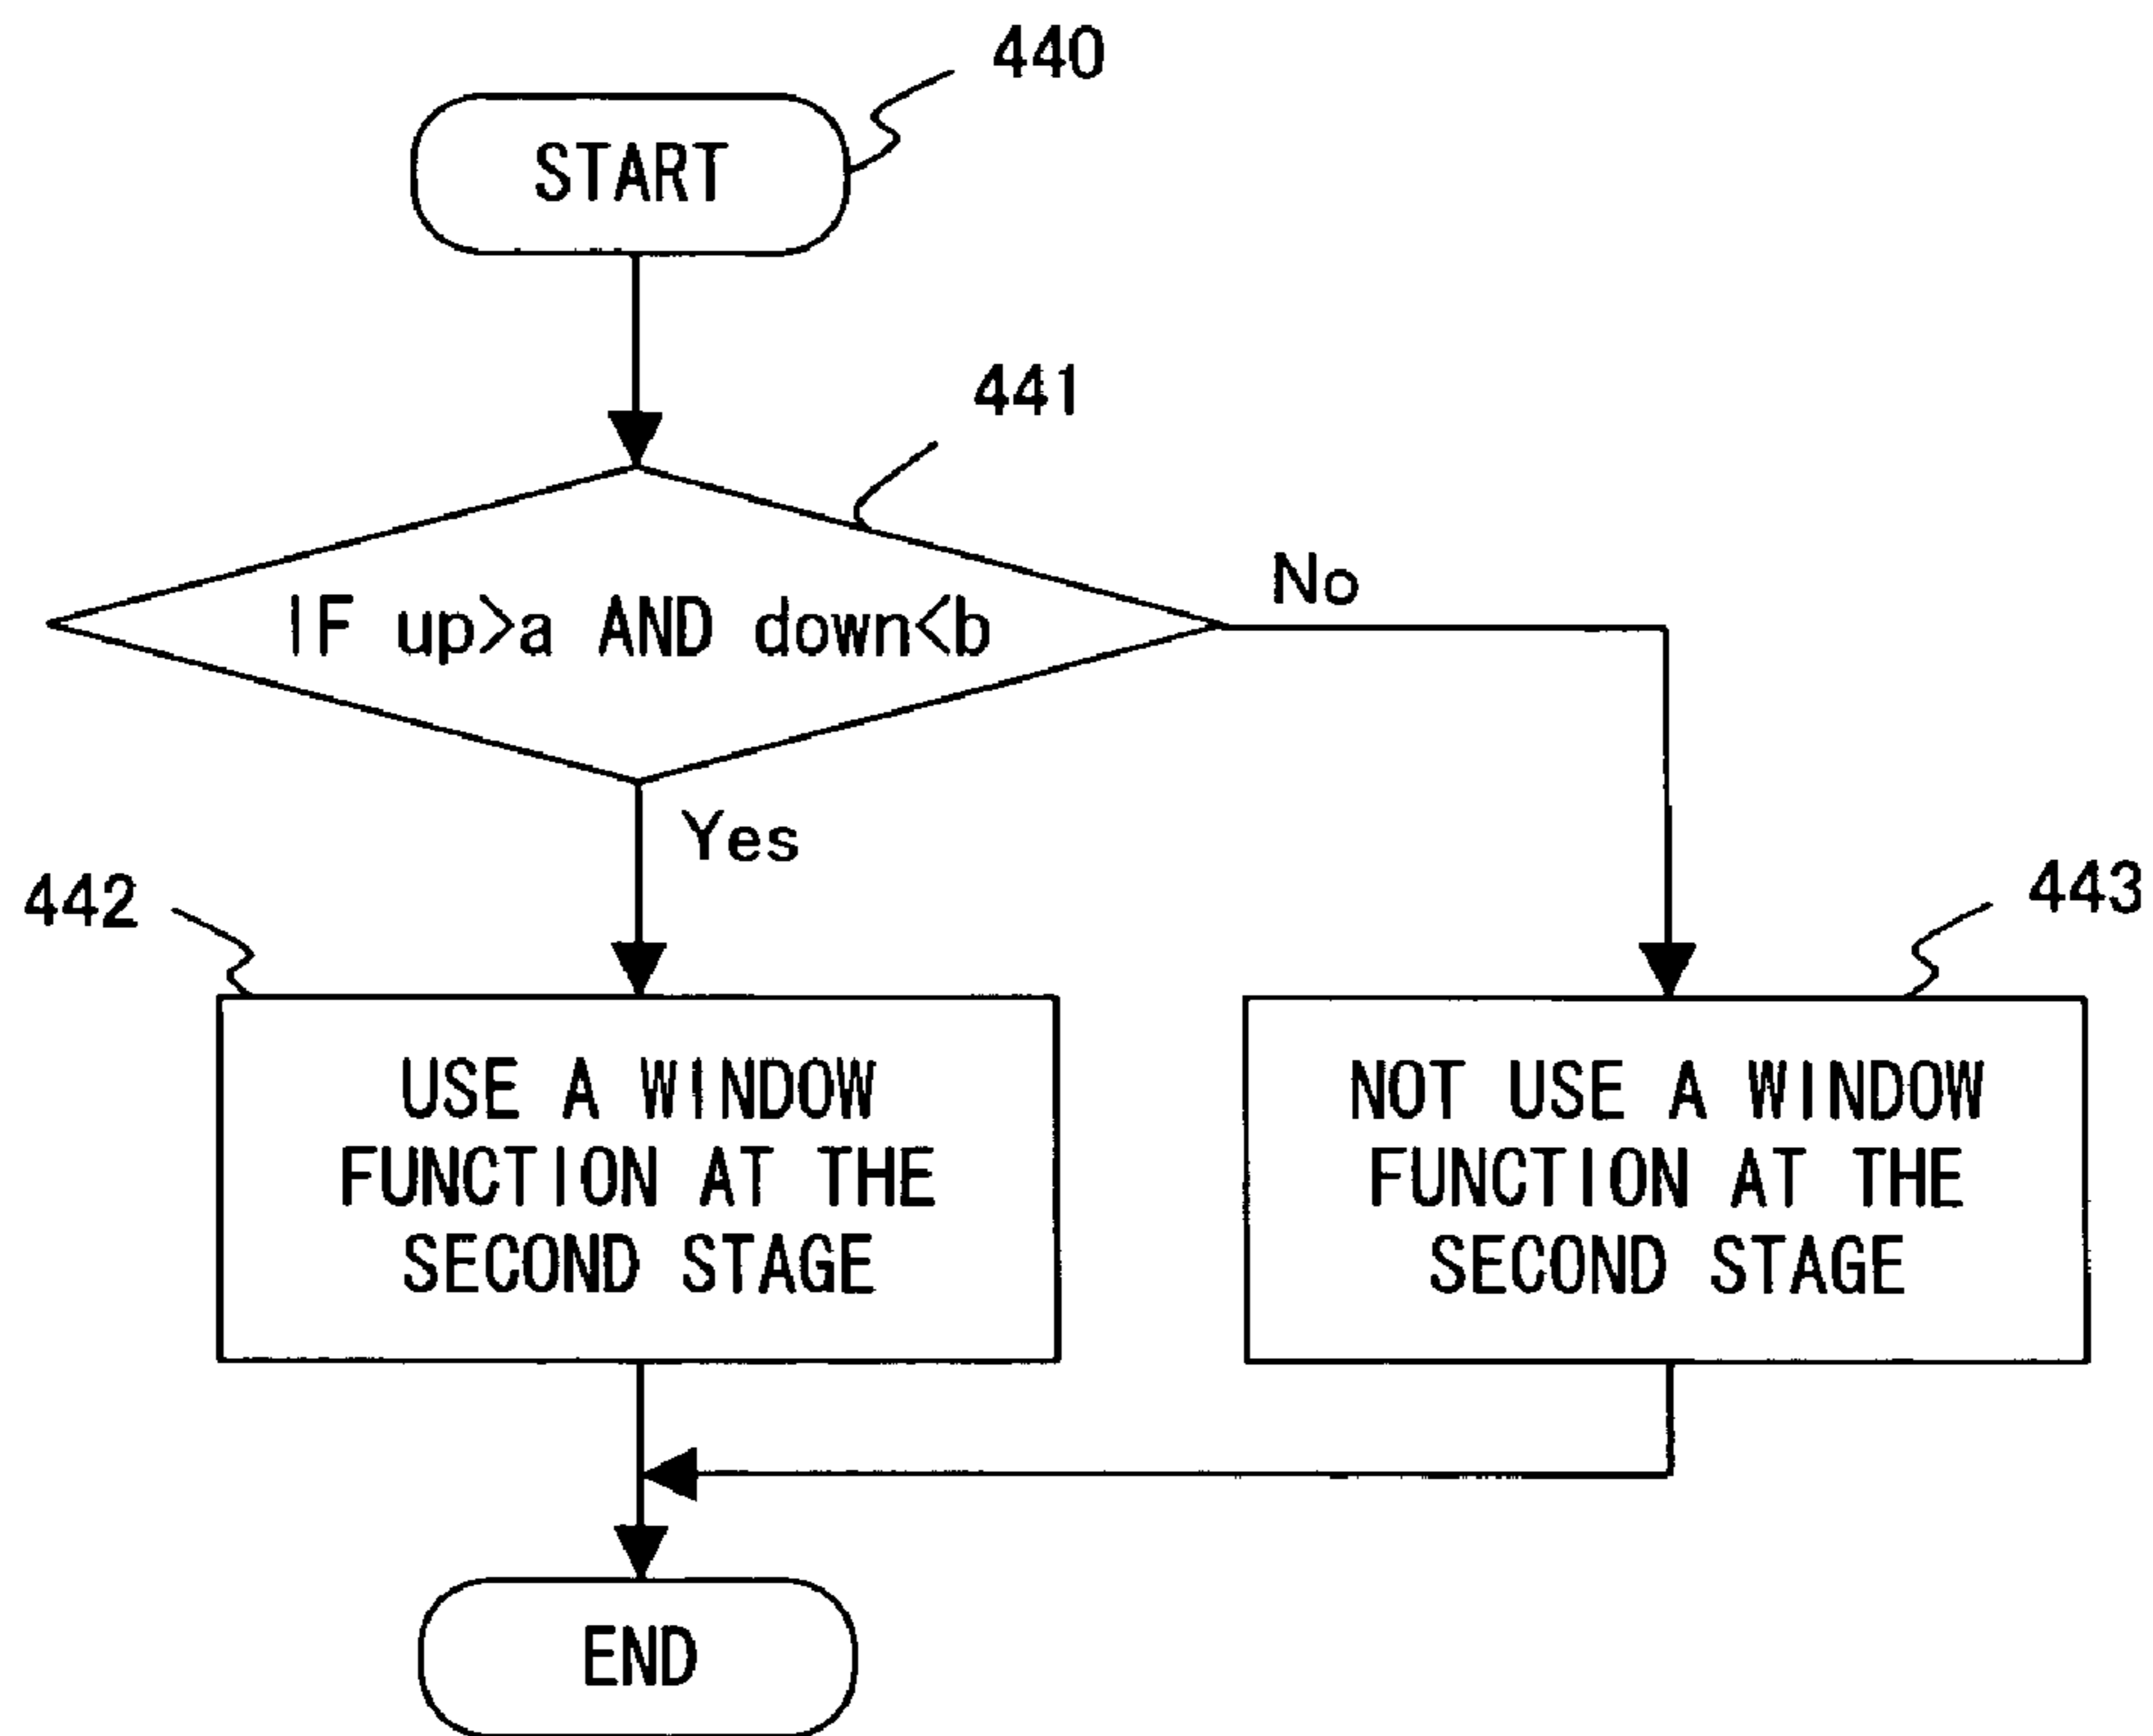 440
START
441
IF up>a AND down<b
No
Yes
442
443
USE A WINDOW
FUNCTION AT THE
SECOND STAGE
NOT USE A WINDOW
FUNCTION AT THE
SECOND STAGE
END